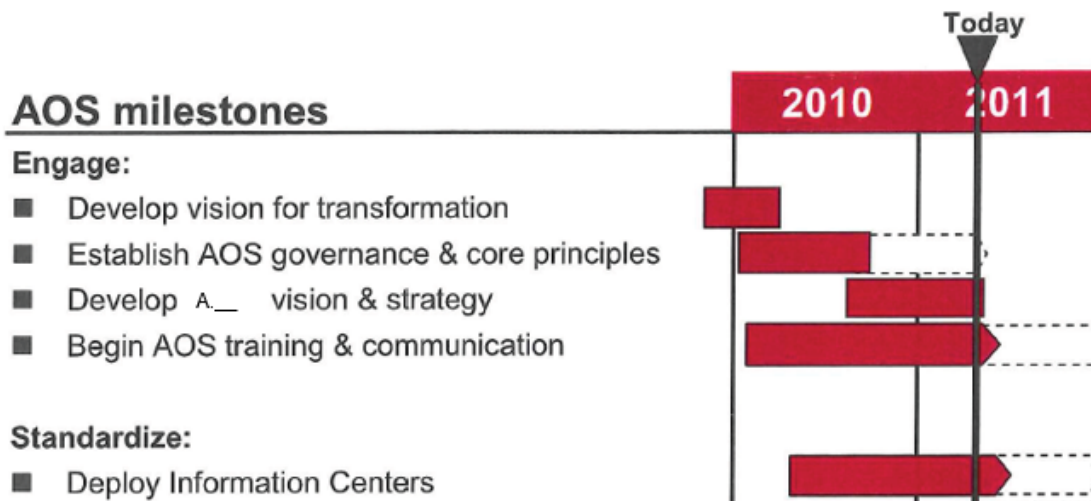 Today
2010 2011
AOS milestones
Engage:
Develop vision for transformation
Establish AOS governance & core principles
Develop A.__ vision & strategy
Begin AOS training & communication
Standardize:
Deploy Information Centers